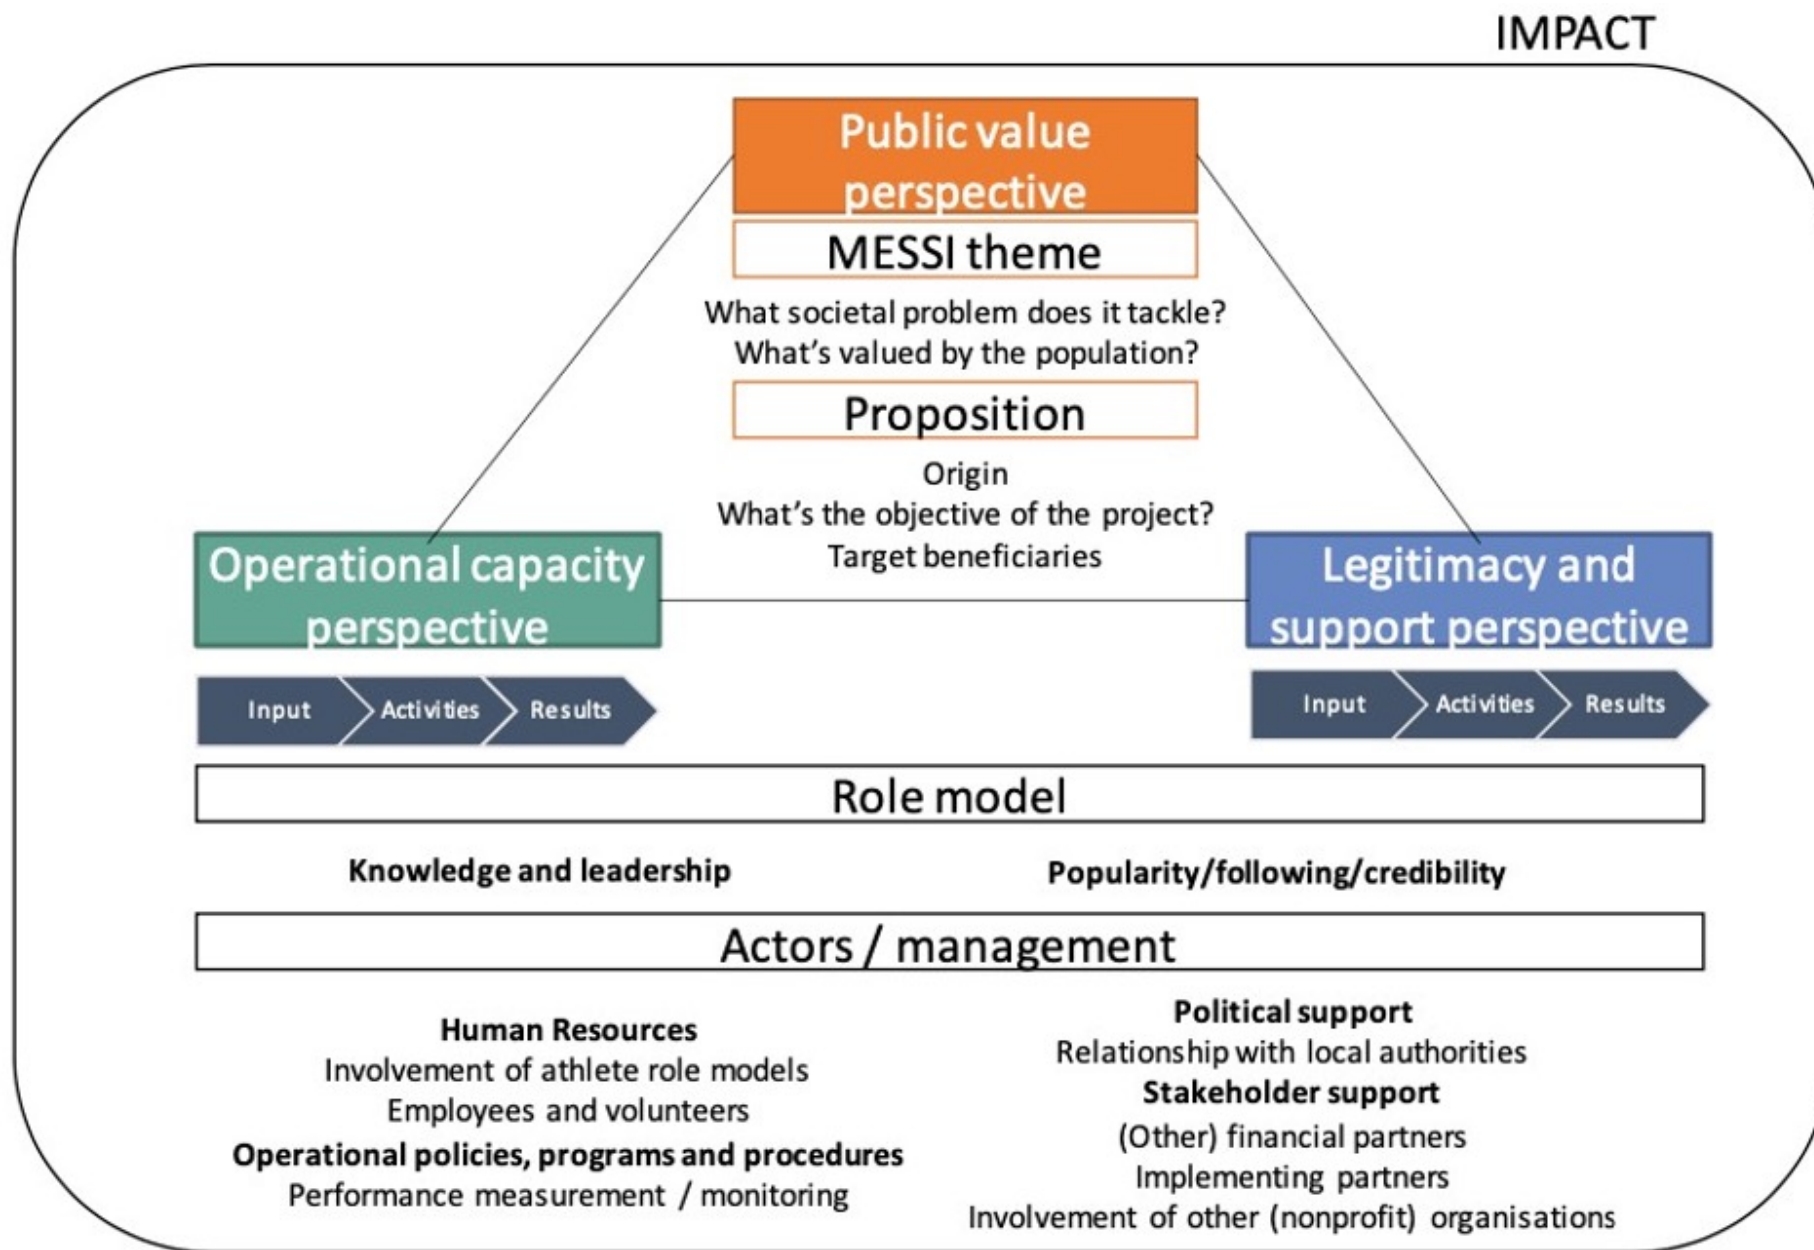 IMPACT
Public value
perspective
MESSI theme
What societal problem does it tackle?
What's valued by the population?
Proposition
Origin
What's the objective of the project?
Target beneficiaries
Operational capacity
perspective
Legitimacy and
support perspective
Input
Activities
Results
Input
Activities
Results
Role model
Knowledge and leadership
Popularity/following/credibility
Actors / management
Human Resources
Involvement of athlete role models
Employees and volunteers
Operational policies, programs and procedures
Performance measurement / monitoring
Political support
Relationship with local authorities
Stakeholder support
(Other) financial partners
Implementing partners
Involvement of other (nonprofit) organisations